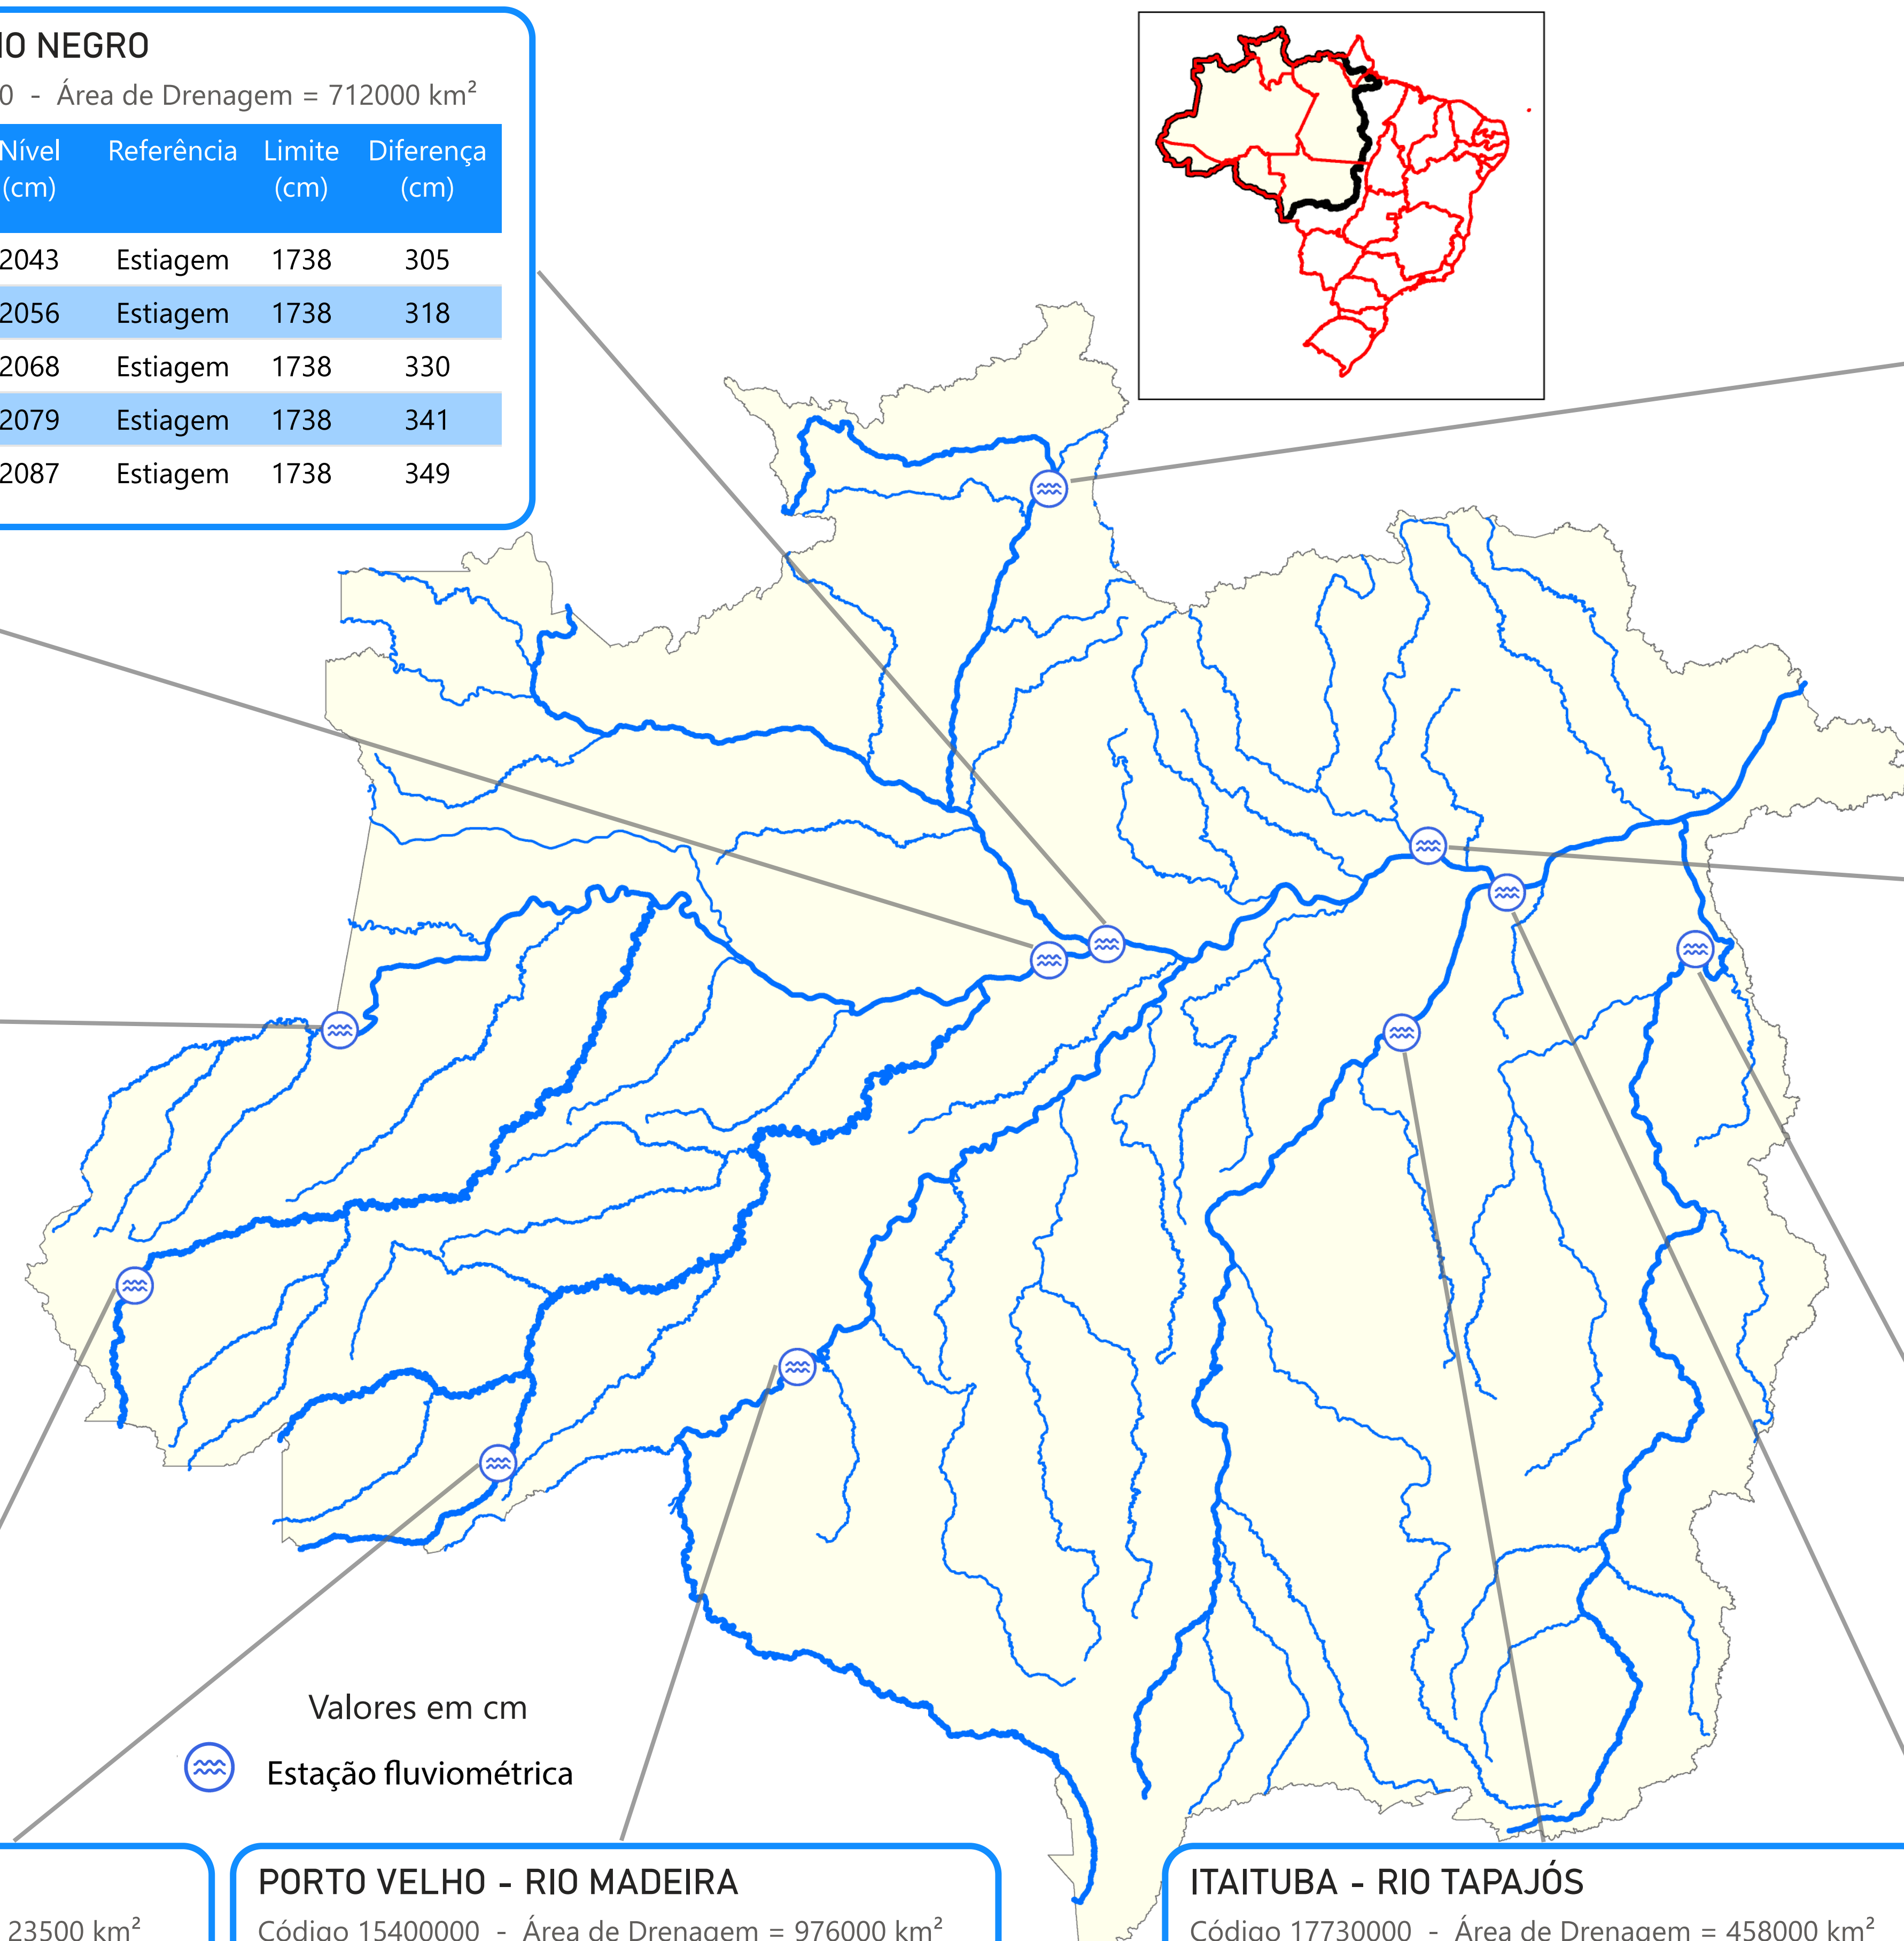 IO NEGRO
0 - Área de Drenagem = 712000 km²
Nível Referência Limite Diferença
(cm) (cm) (cm)
2043 Estiagem 1738 305
2056 Estiagem 1738 318
2068 Estiagem 1738 330
2079 Estiagem 1738 341
2087 Estiagem 1738 349
Valores em cm
Estação fluviométrica
23500 km²
PORTO VELHO - RIO MADEIRA
Código 15400000 - Área de Drenagem = 976000 km²
ITAITUBA - RIO TAPAJÓS
Código 17730000 - Área de Drenagem = 458000 km²